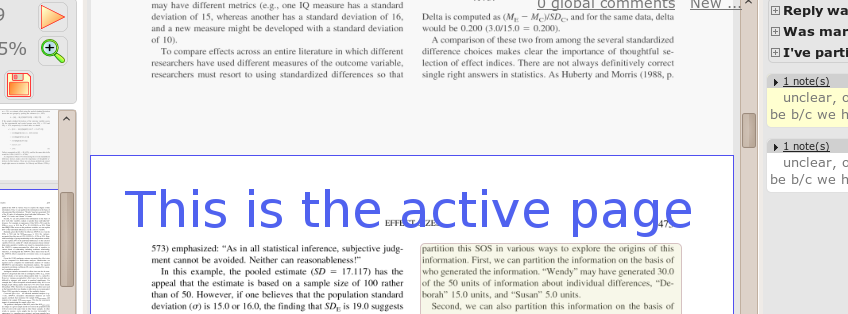 9
5%
0 global comments New ...
may have different metrics (e.g., one IQ measure has a standard
deviation of 15, whereas another has a standard deviation of 16,
and a new measure might be developed with a standard deviation
of 10).
To compare effects across an entire literature in which different
researchers have used different measures of the outcome variable,
researchers must resort to using standardized differences so that
Delta is computed as (ME − MC)/SDC, and for the same data, delta
would be 0.200 (3.0/15.0 = 0.200).
A comparison of these two from among the several standardized
difference choices makes clear the importance of thoughtful se-
lection of effect indices. There are not always definitively correct
single right answers in statistics. As Huberty and Morris (1988, p.
This is the active page
573) emphasized: “As in all statistical inference, subjective judg-
ment cannot be avoided. Neither can reasonableness!”
In this example, the pooled estimate (SD = 17.117) has the
appeal that the estimate is based on a sample size of 100 rather
than of 50. However, if one believes that the population standard
deviation (σ) is 15.0 or 16.0, the finding that SDE is 19.0 suggests
partition this SOS in various ways to explore the origins of this
information. First, we can partition the information on the basis of
who generated the information. “Wendy” may have generated 30.0
of the 50 units of information about individual differences, “De-
borah” 15.0 units, and “Susan” 5.0 units.
Second, we can also partition this information on the basis of
Reply wa
Was mar
I've parti
1 note(s)
unclear, o
be b/c we h
1 note(s)
unclear, o
be b/c we h